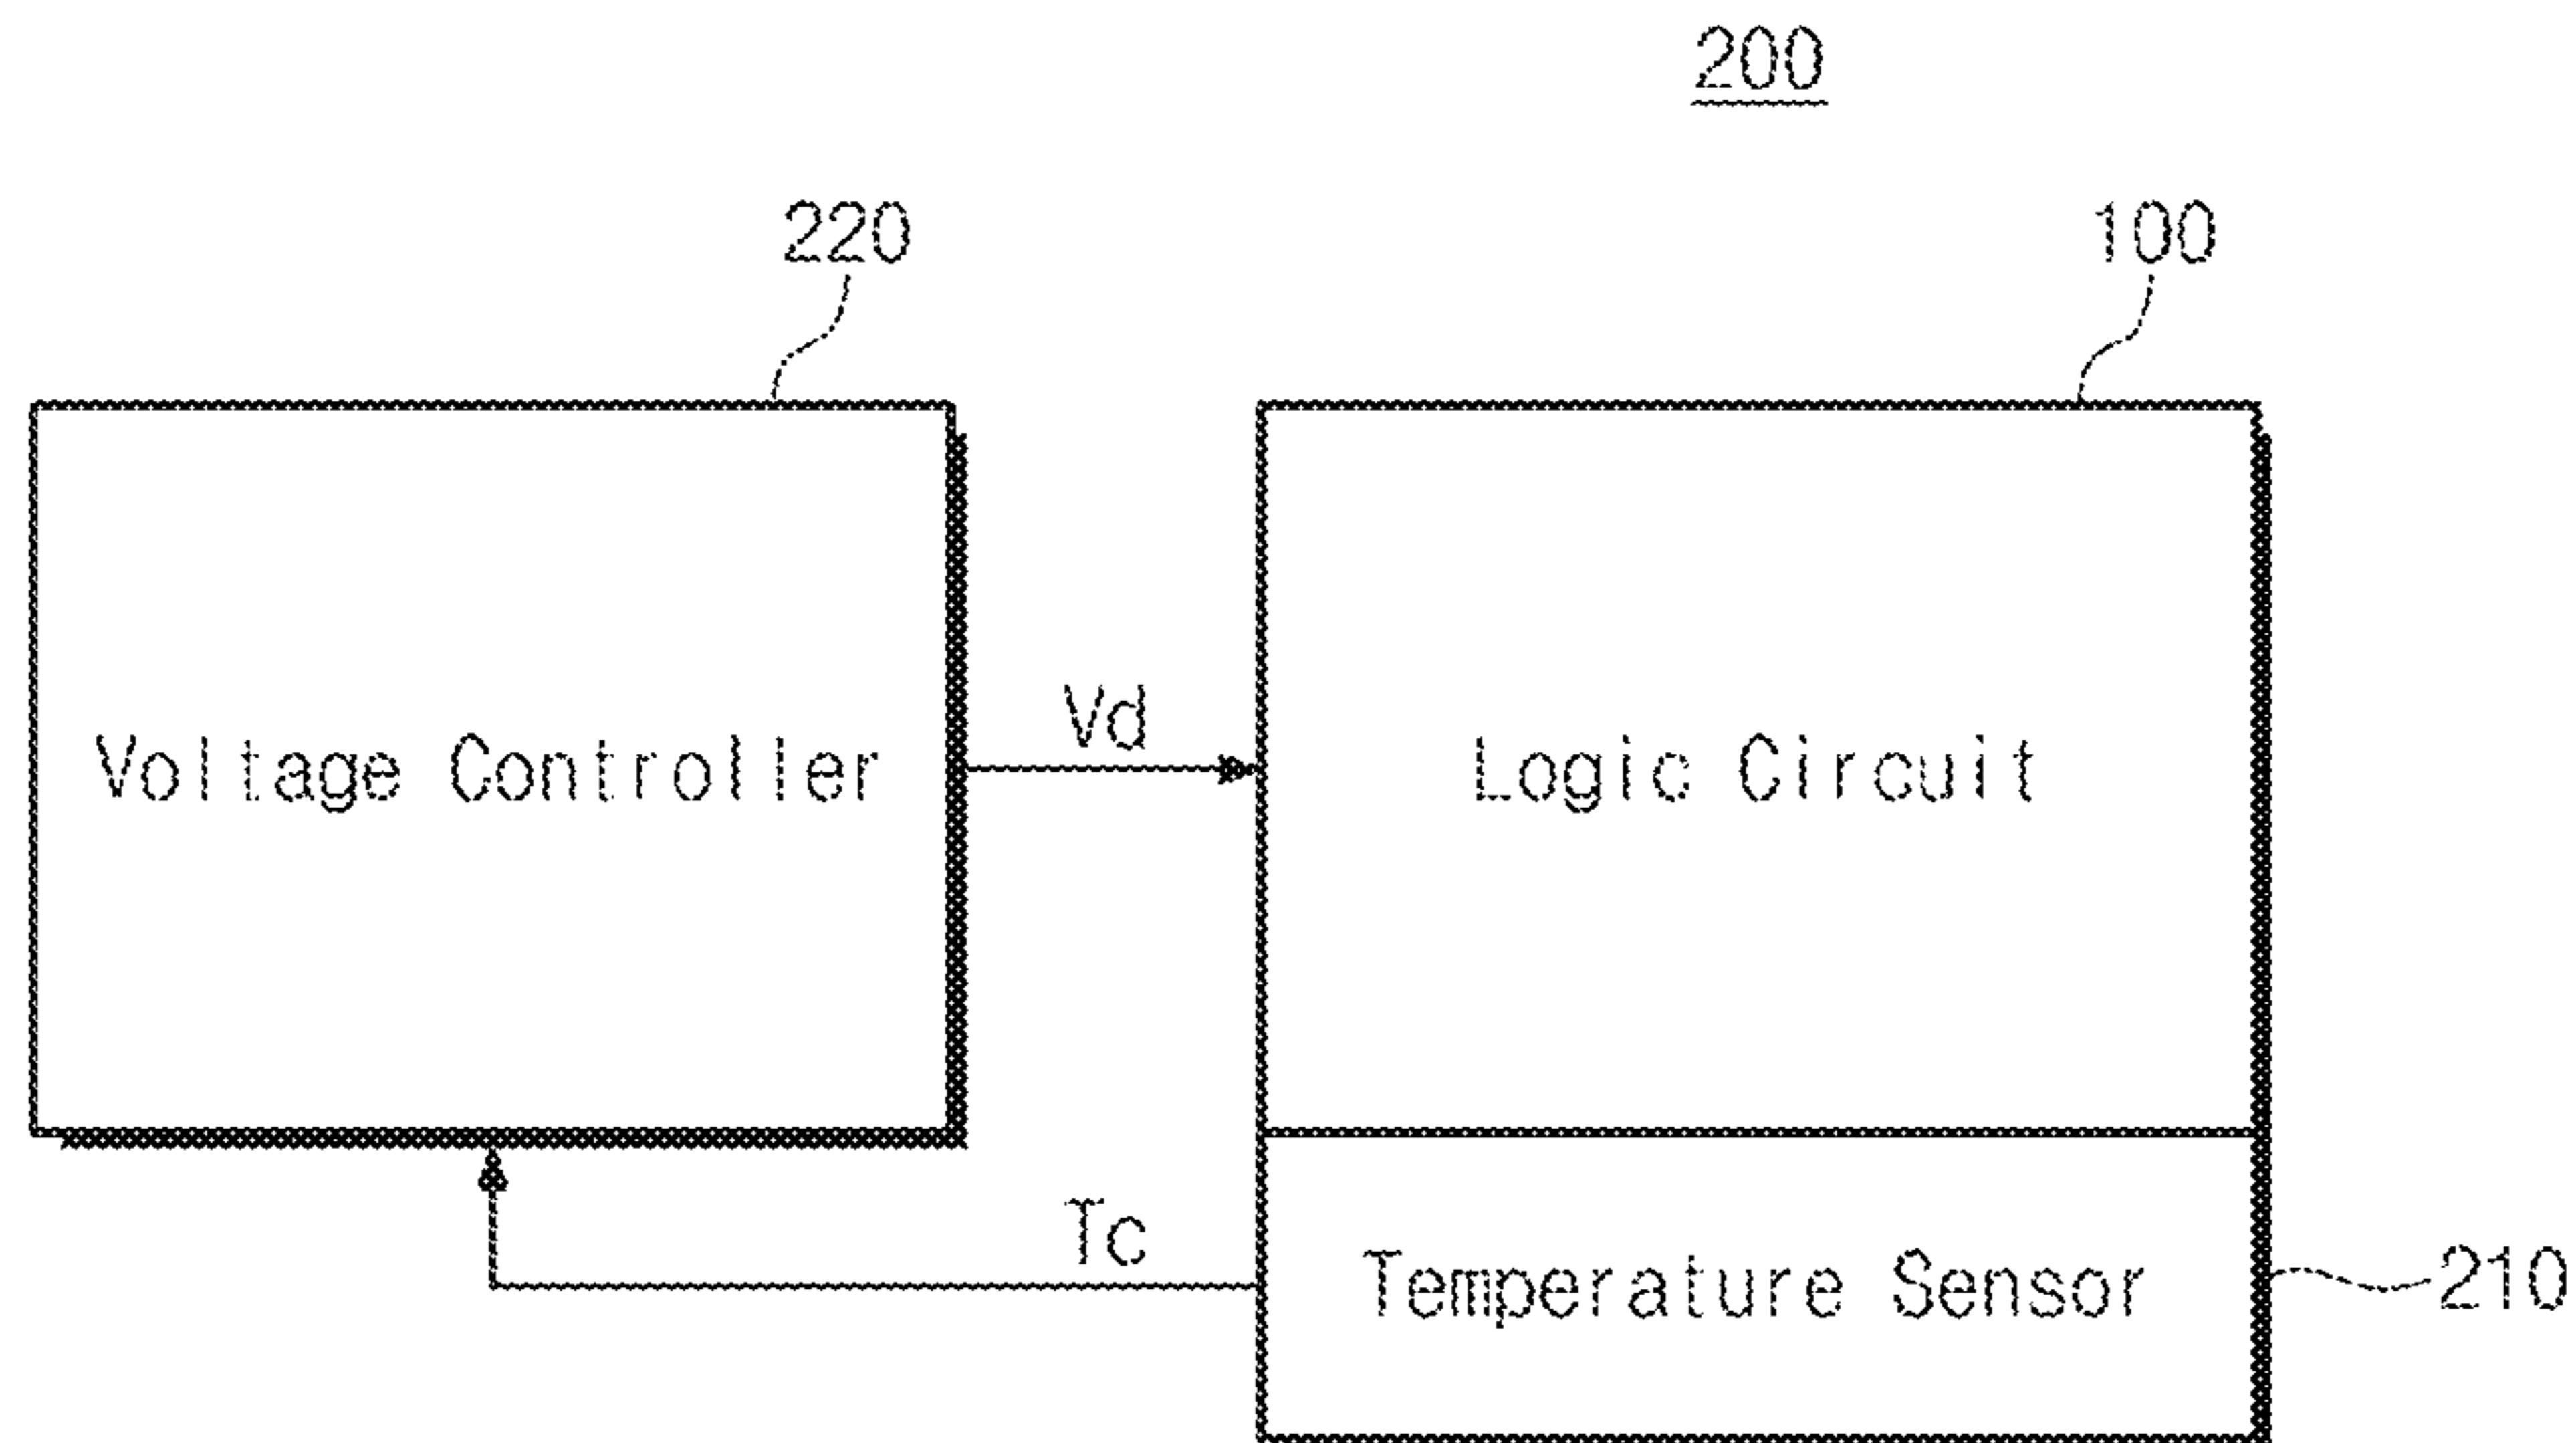 200
220
100
Vd
Voltage Controller
Logic Circuit
Tc
Temperature Sensor
210